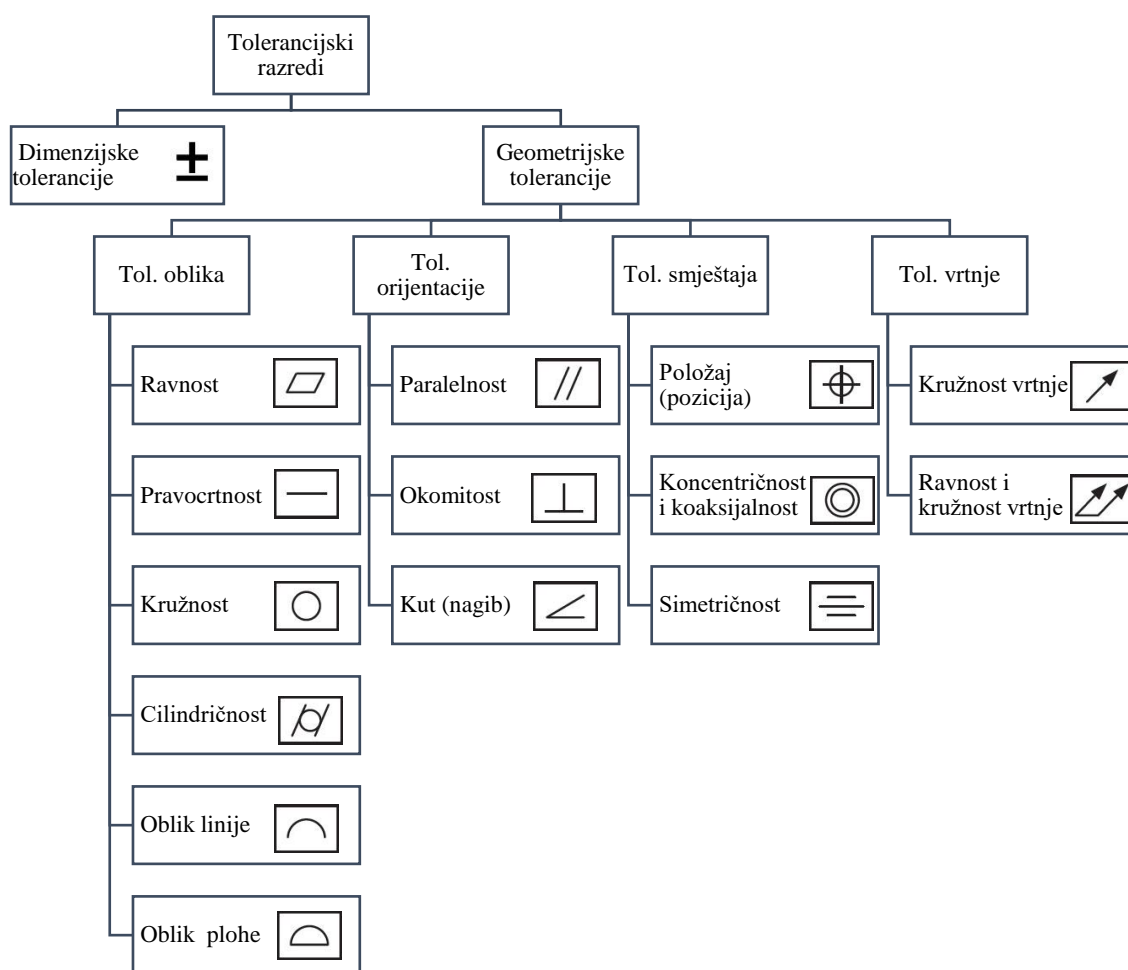 Tolerancijski
razredi
Dimenzijske
tolerancije
±
Geometrijske
tolerancije
Tol. oblika
Tol.
orijentacije
Tol. smještaja
Tol. vrtnje
Ravnost
Pravocrtnost
Kružnost
Cilindričnost
Oblik linije
Oblik plohe
Paralelnost
Okomitost
Kut (nagib)
Položaj
(pozicija)
Koncentričnost
i koaksijalnost
Simetričnost
Kružnost vrtnje
Ravnost i
kružnost vrtnje